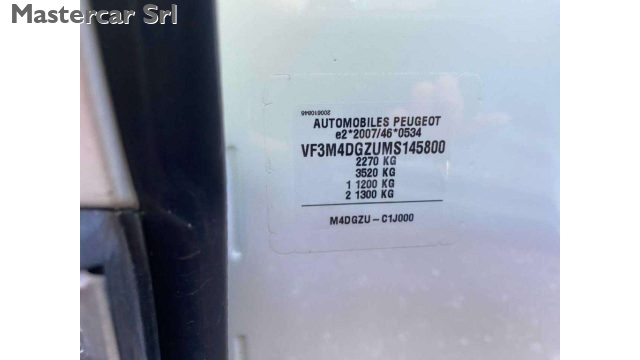 Mastercar Srl
200610845
AUTOMOBILES PEUGEOT
e2*2007/46*0534
VF3M4DGZUMS145800
2270 KG
3520 KG
1 1200 KG
2 1300 KG
M4DGZU-C1J000